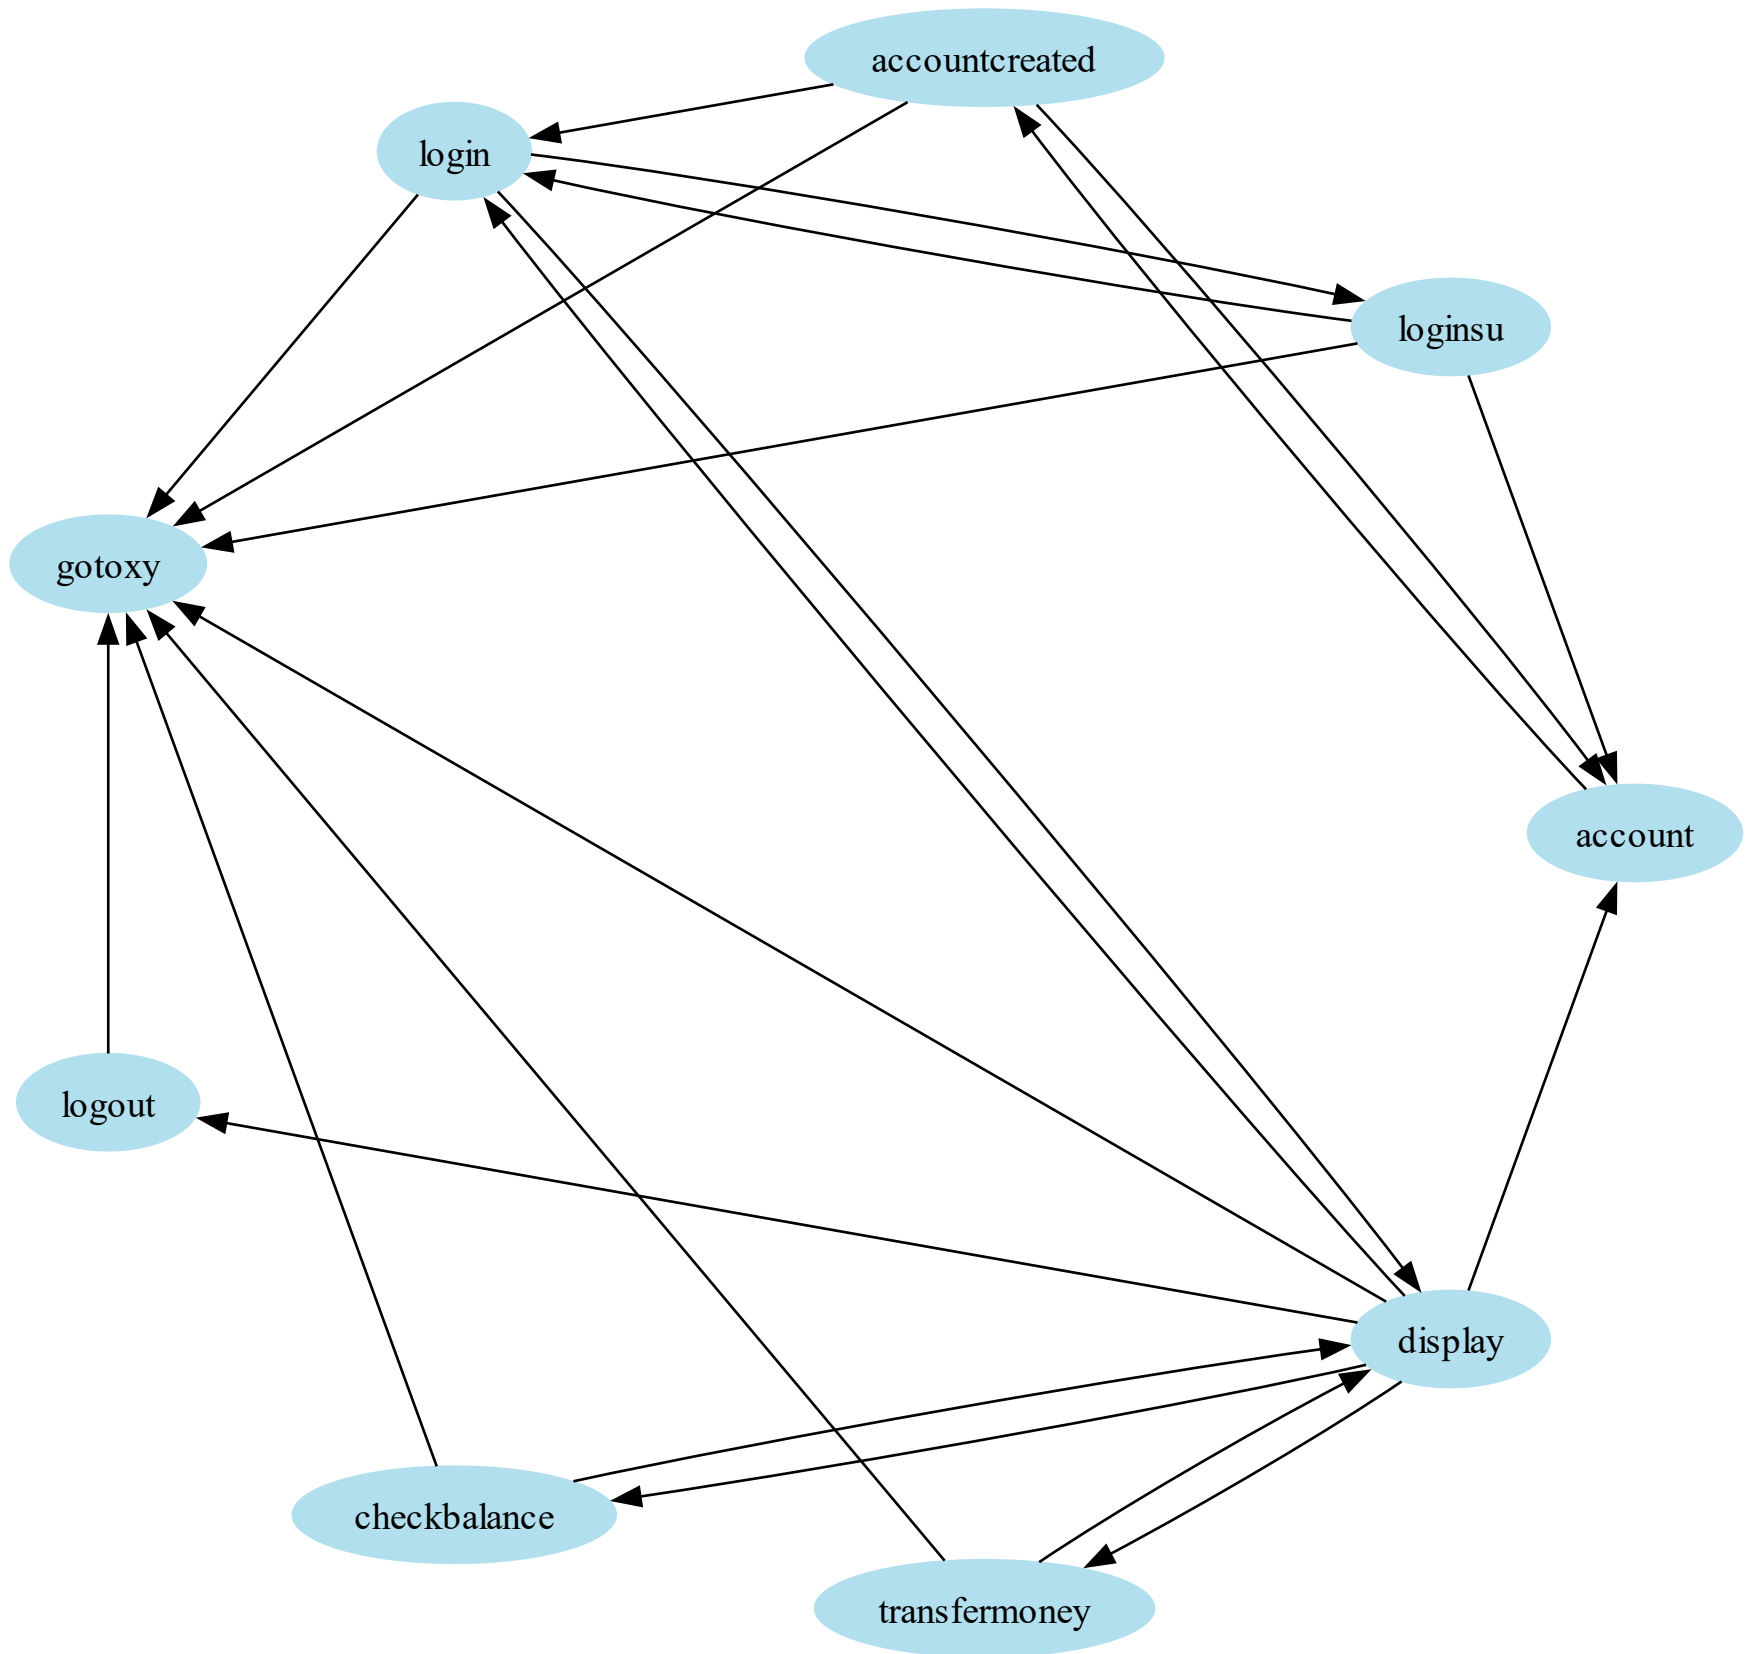 accountcreated
login
loginsu
gotoxy
account
logout
display
checkbalance
transfermoney